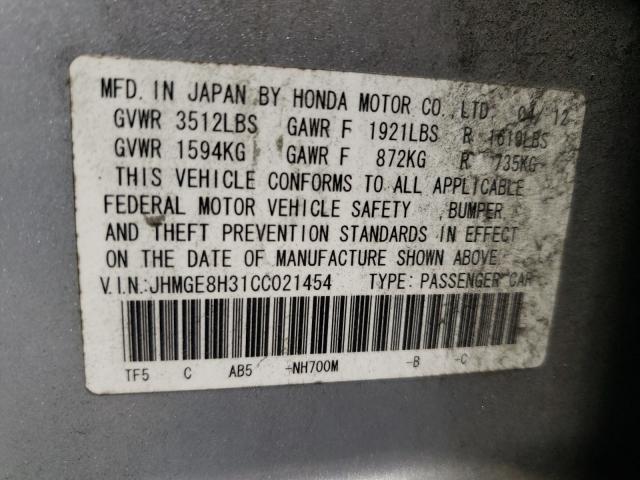 MFD. IN JAPAN BY HONDA MOTOR CO.,LTD. 04/12
GVWR 3512LBS GAWR F 1921LBS R 1619LBS
GVWR 1594KG GAWR F 872KG R 735KG
THIS VEHICLE CONFORMS TO ALL APPLICABLE
FEDERAL MOTOR VEHICLE SAFETY ,BUMPER
AND THEFT PREVENTION STANDARDS IN EFFECT
ON THE DATE OF MANUFACTURE SHOWN ABOVE.
V.I.N.:JHMGE8H31CC021454 TYPE: PASSENGER CAR
TF5 C AB5 -NH700M -B -C